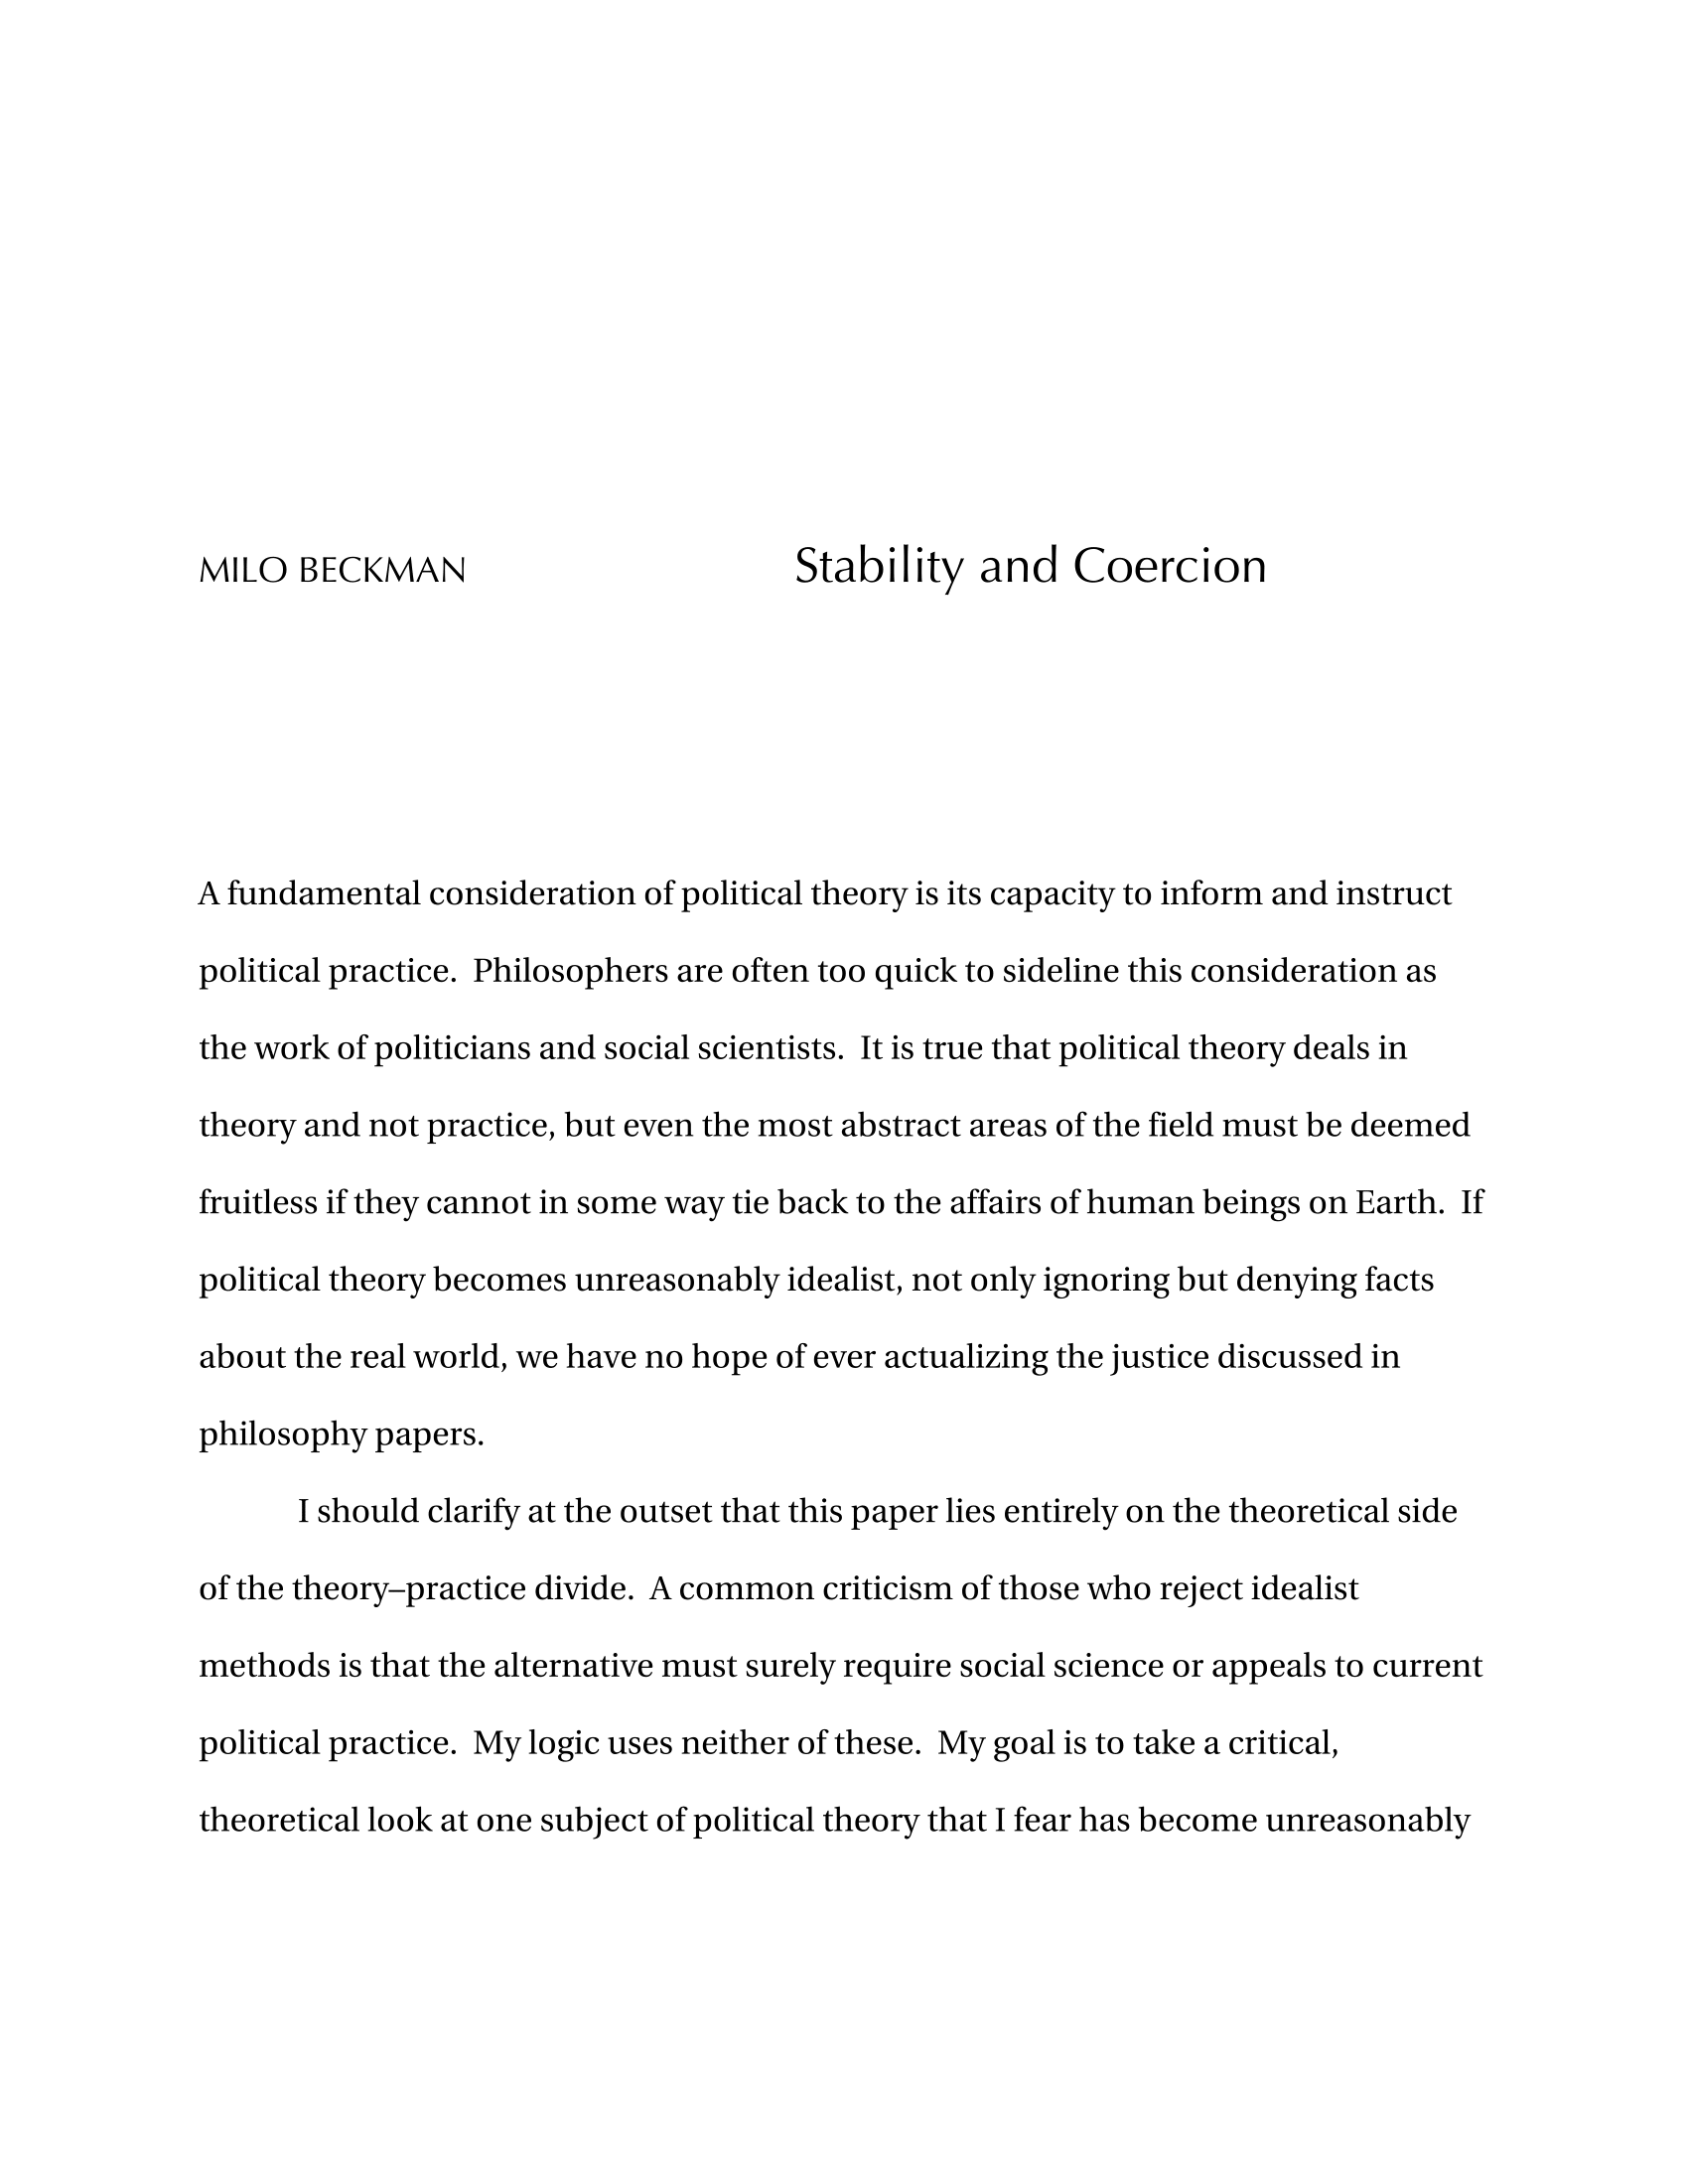 MILO BECKMAN Stability and Coercion
A fundamental consideration of political theory is its capacity to inform and instruct
political practice. Philosophers are often too quick to sideline this consideration as
the work of politicians and social scientists. It is true that political theory deals in
theory and not practice, but even the most abstract areas of the field must be deemed
fruitless if they cannot in some way tie back to the affairs of human beings on Earth. If
political theory becomes unreasonably idealist, not only ignoring but denying facts
about the real world, we have no hope of ever actualizing the justice discussed in
philosophy papers.
I should clarify at the outset that this paper lies entirely on the theoretical side
of the theory–practice divide. A common criticism of those who reject idealist
methods is that the alternative must surely require social science or appeals to current
political practice. My logic uses neither of these. My goal is to take a critical,
theoretical look at one subject of political theory that I fear has become unreasonably